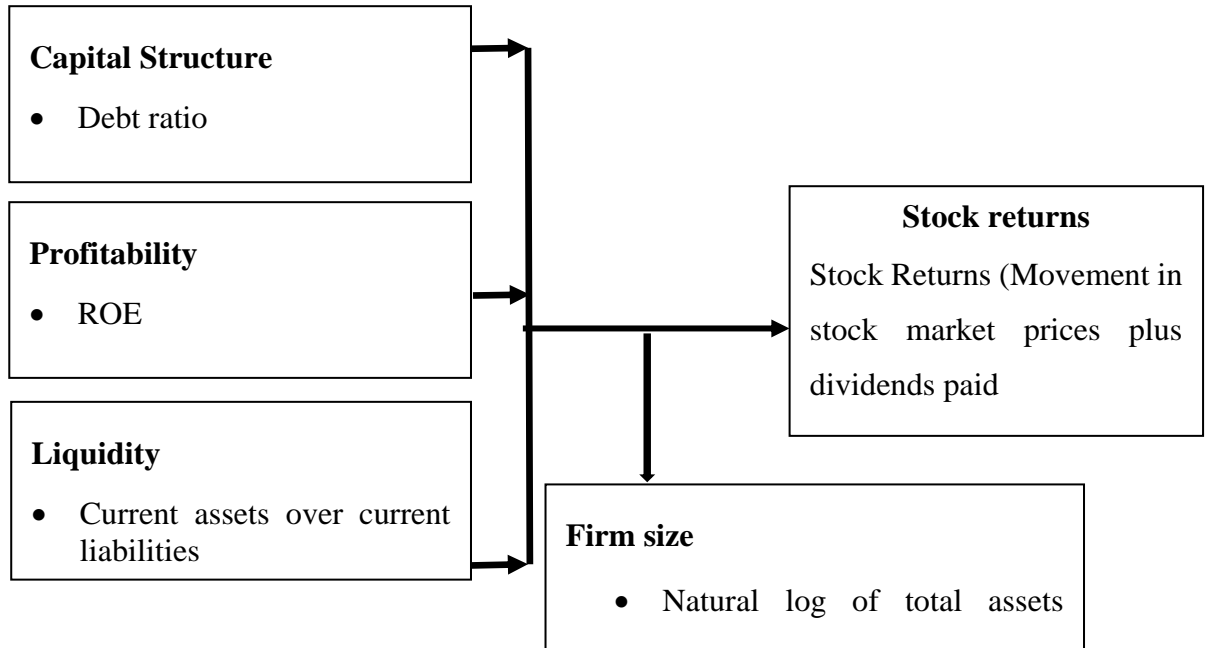 Capital Structure
• Debt ratio
Profitability
• ROE
Liquidity
• Current assets over current
liabilities
Stock returns
Stock Returns (Movement in
stock market prices plus
dividends paid
Firm size
• Natural log of total assets